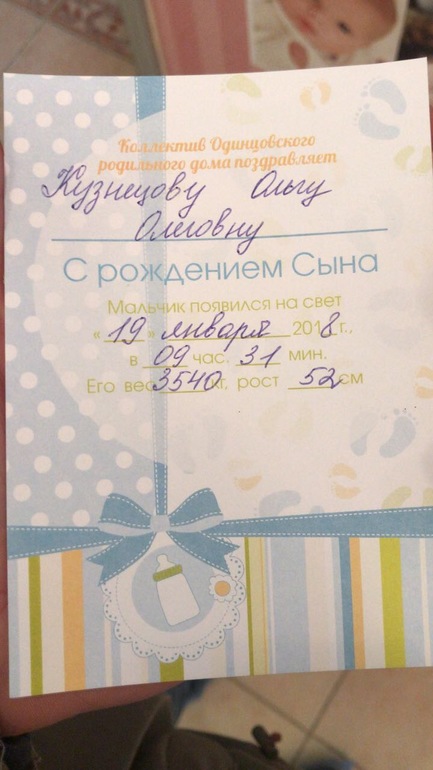 Коллектив Одинцовского
родильного дома поздравляет
Кузнецову Ольгу
Олеговну
С рождением Сына
Мальчик появился на свет
« 19 » января 2018 г.,
в 09 час. 31 мин.
Его вес 3540 кг, рост 52 см